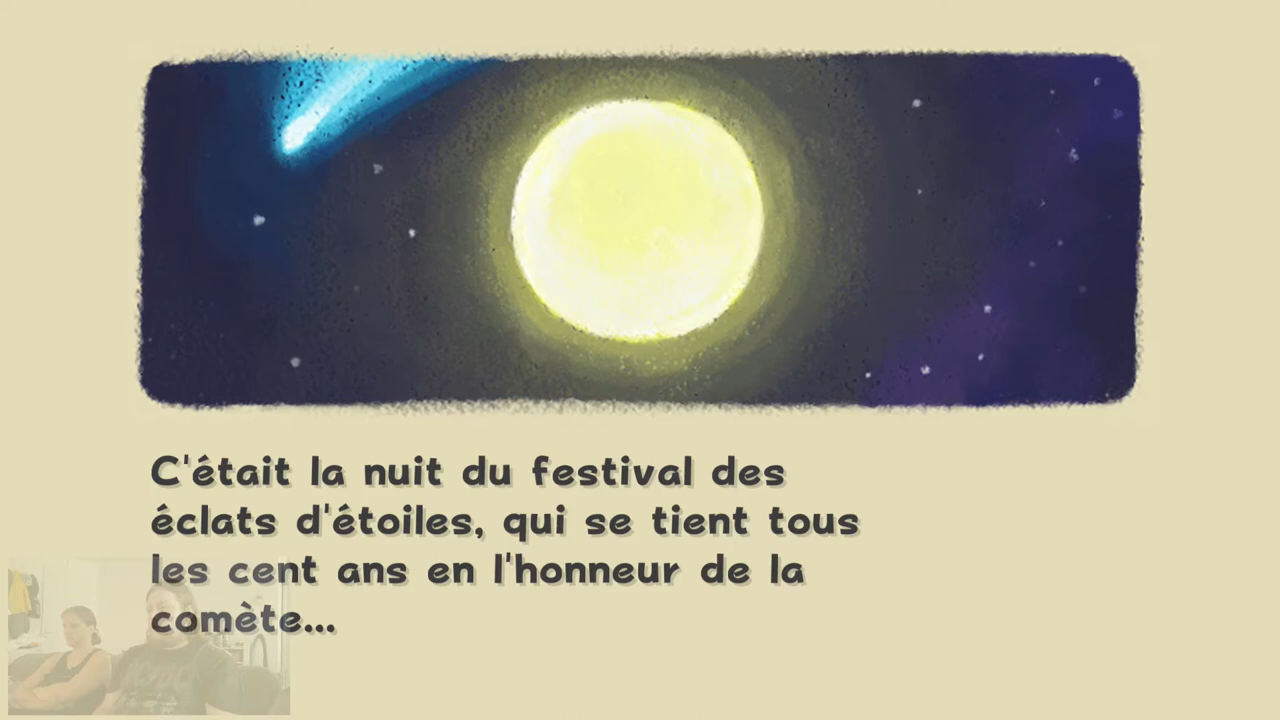 C'était la nuit du festival des
éclats d'étoiles, qui se tient tous
les cent ans en l'honneur de la
comète...